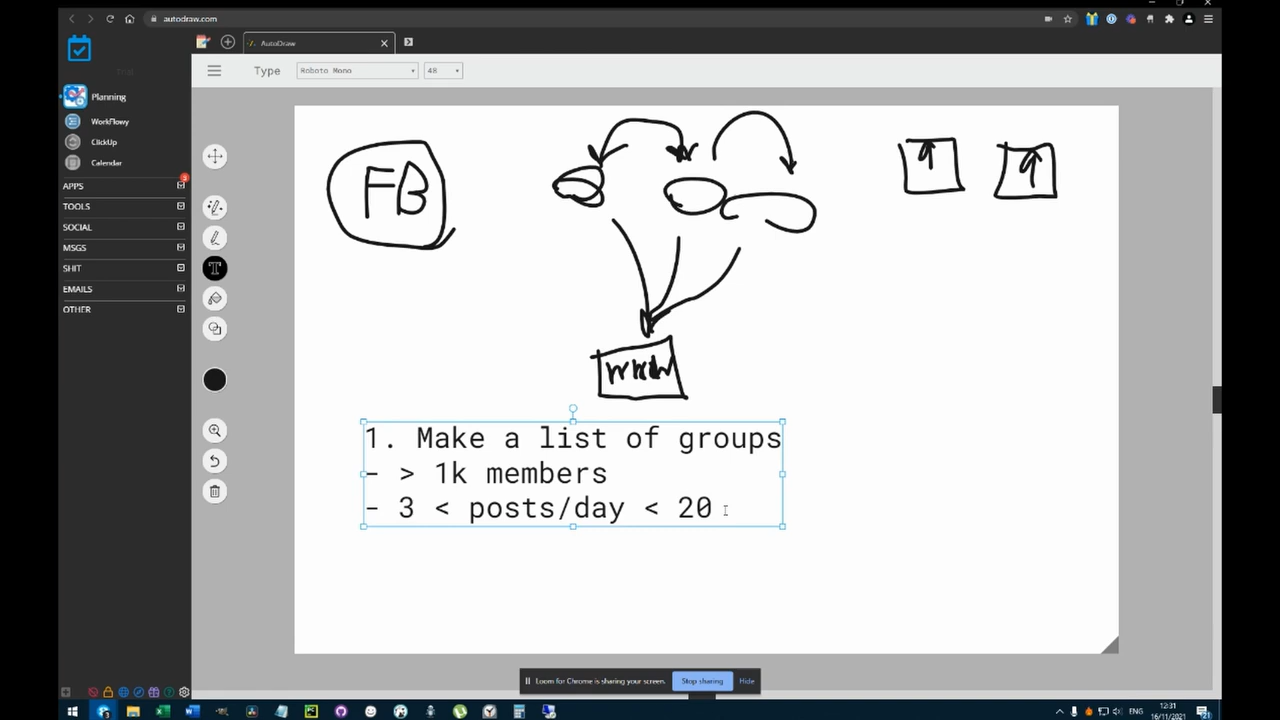 autodraw.com
AutoDraw
Type
Roboto Mono
48
Planning
WorkFlowy
ClickUp
Calendar
3
APPS
TOOLS
SOCIAL
MSGS
SHIT
EMAILS
OTHER
FB
1. Make a list of groups
- > 1k members
- 3 < posts/day < 20
Loom for Chrome is sharing your screen.
Stop sharing
Hide
ENG
12:31
16/11/2021